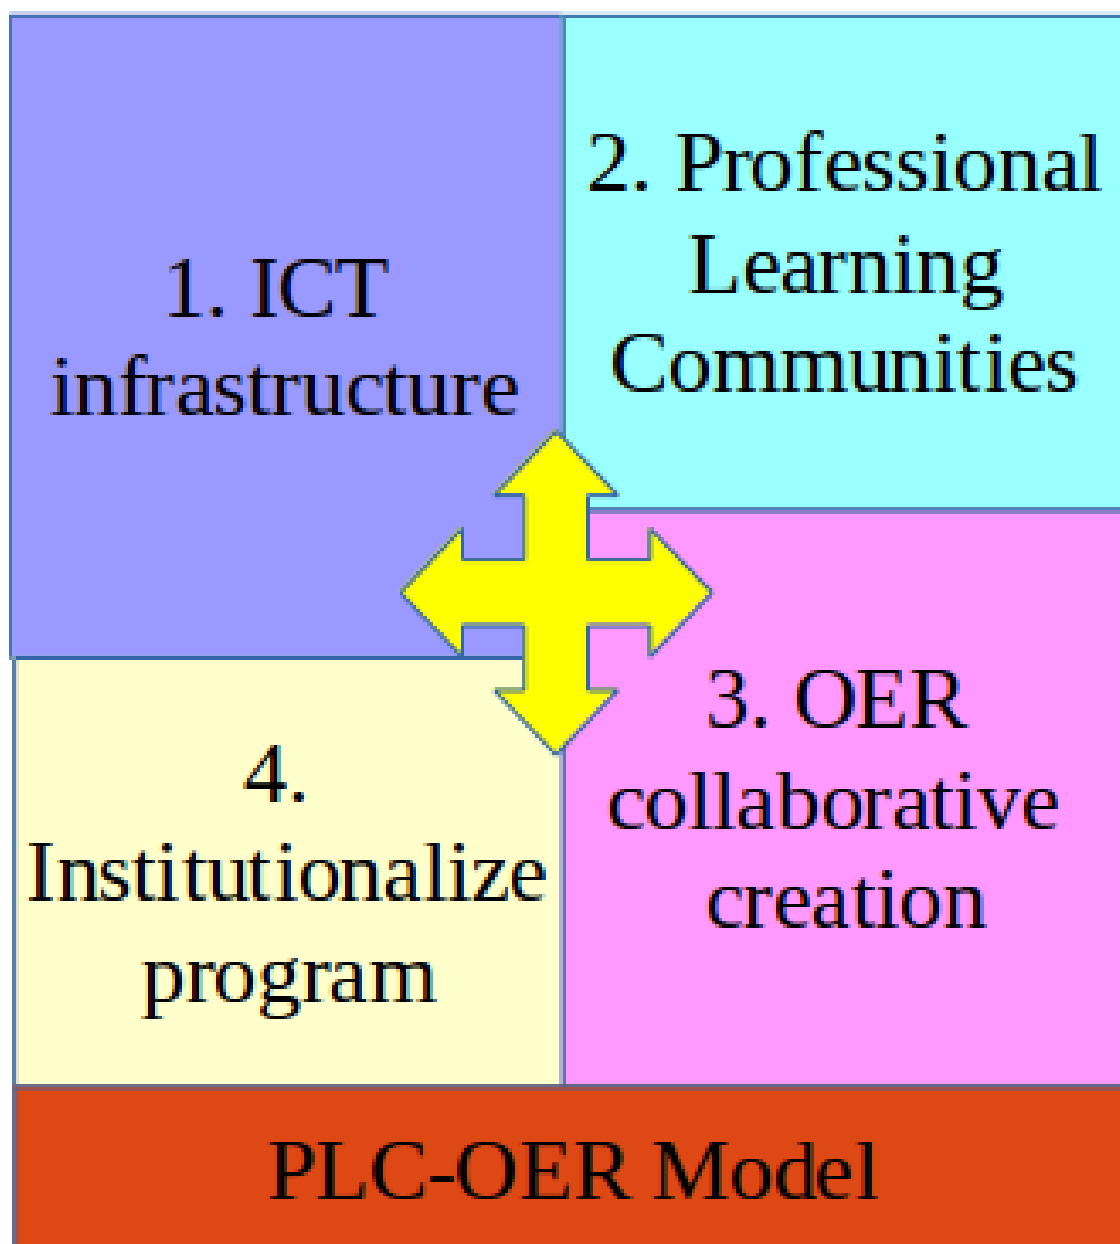 1. ICT
infrastructure
2. Professional
Learning
Communities
3. OER
collaborative
creation
4.
Institutionalize
program
PLC-OER Model